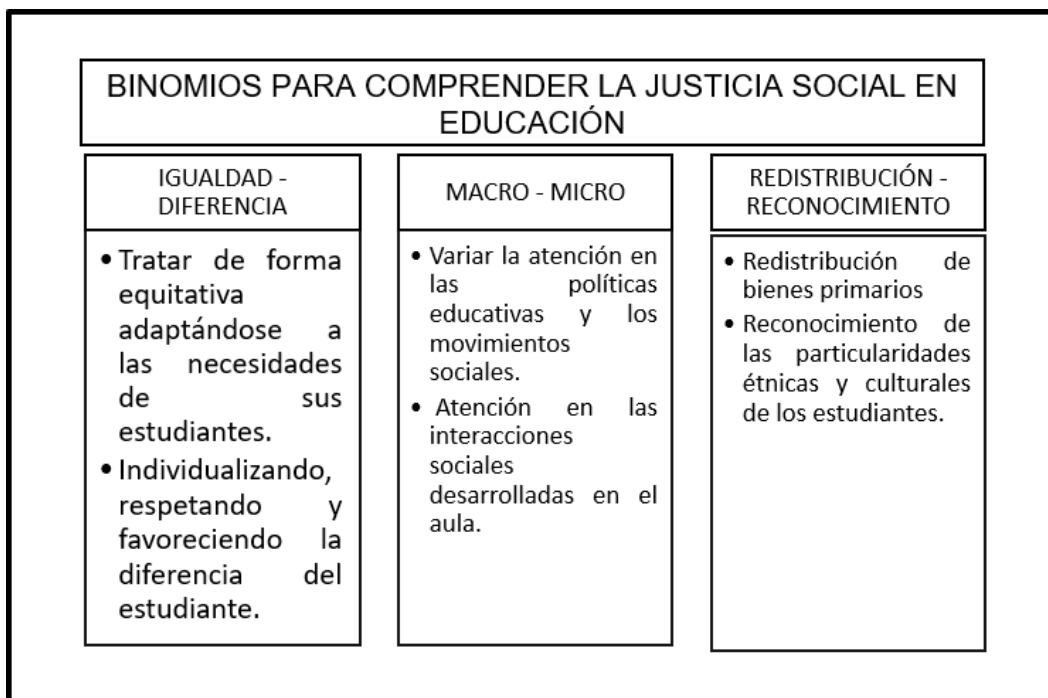 BINOMIOS PARA COMPRENDER LA JUSTICIA SOCIAL EN
EDUCACIÓN
IGUALDAD -
DIFERENCIA
• Tratar de forma
equitativa
adaptándose a
las necesidades
de sus
estudiantes.
• Individualizando,
respetando y
favoreciendo la
diferencia del
estudiante.
MACRO - MICRO
• Variar la atención en
las políticas
educativas y los
movimientos
sociales.
• Atención en las
interacciones
sociales
desarrolladas en el
aula.
REDISTRIBUCIÓN -
RECONOCIMIENTO
• Redistribución de
bienes primarios
• Reconocimiento de
las particularidades
étnicas y culturales
de los estudiantes.